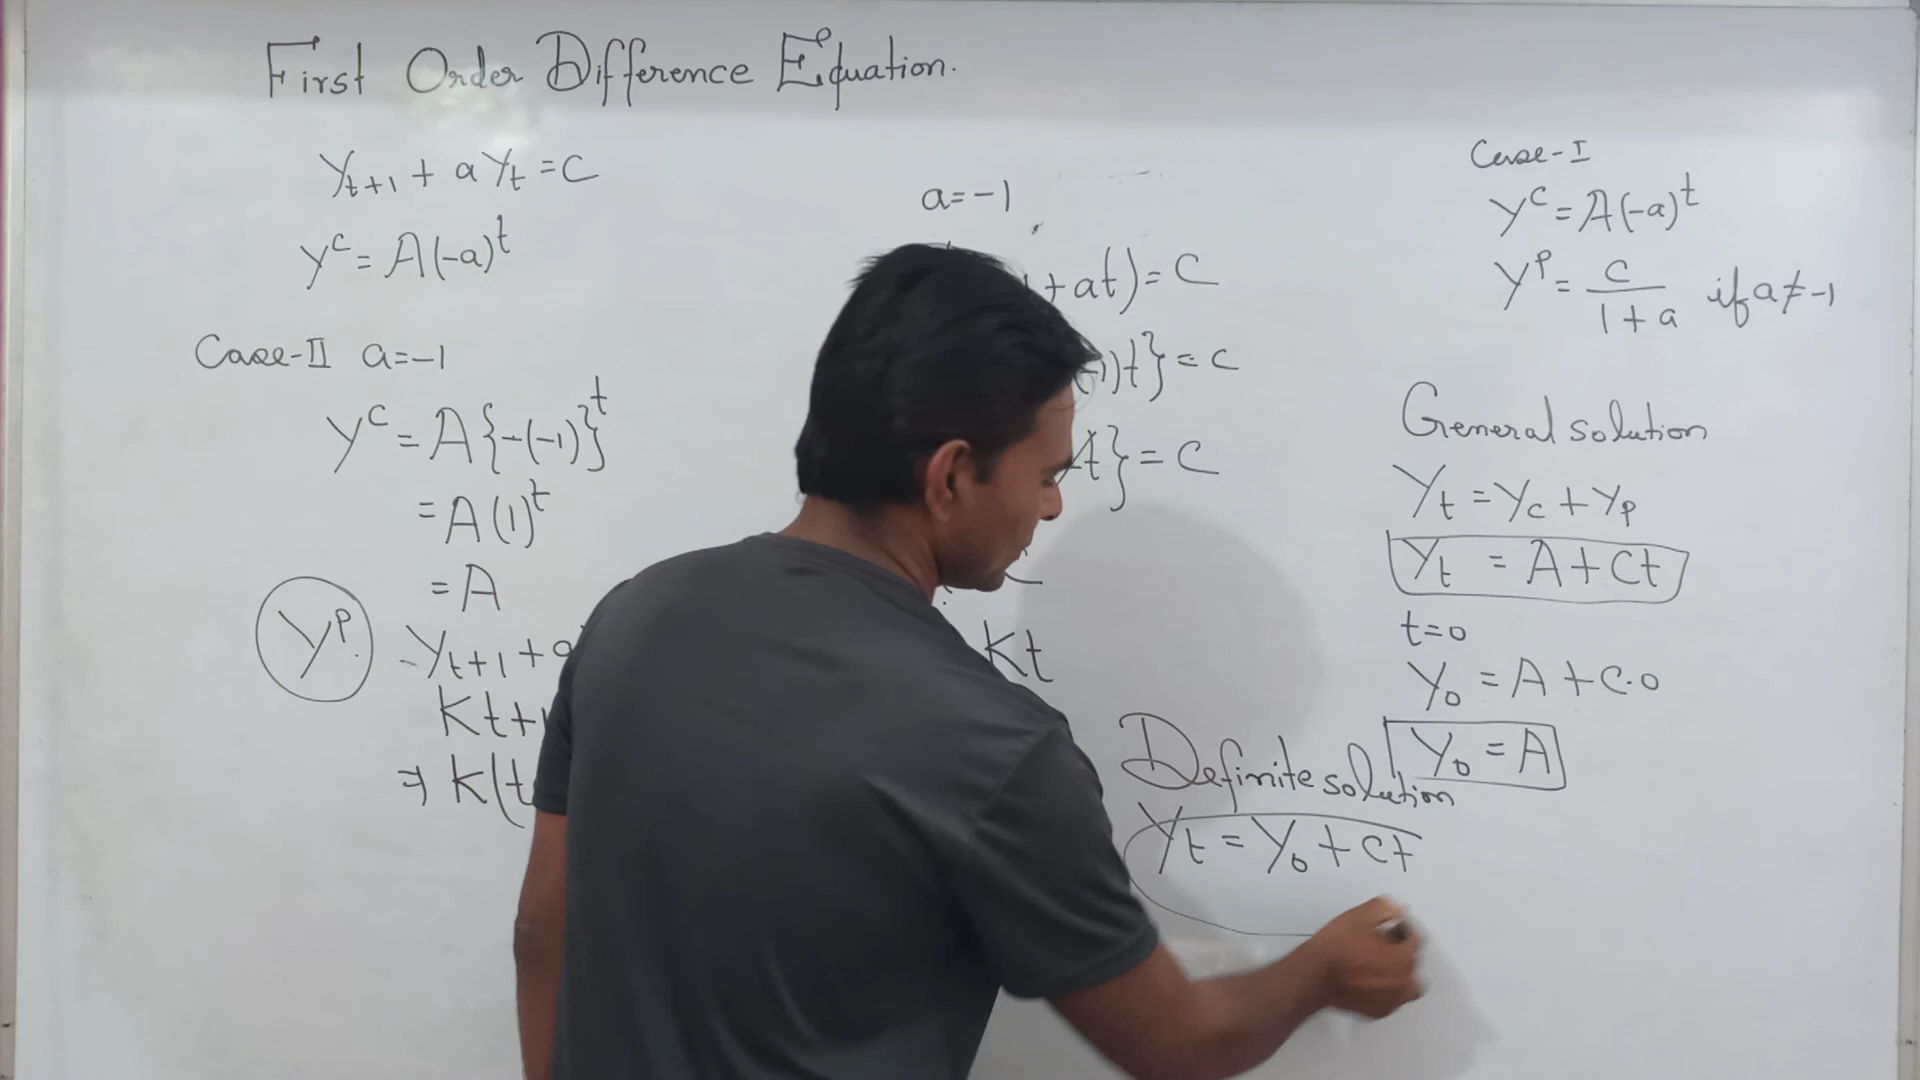 First Order Difference Equation.
Y_{t+1} + a Y_t = C
Y^c = A(-a)^t
Case-II a=-1
Y^c = A{-(-1)}^t
= A(1)^t
= A
Y^p.
Y_{t+1} + a
Kt+1
⇒ K(t
a=-1
+at) = C
-1)t} = C
t} = C
C
Kt
Definite solution
Y_t = Y_0 + ct
Case-I
Y^c = A(-a)^t
Y^p = C/(1+a) if a≠-1
General solution
Y_t = Y_c + Y_p
Y_t = A + Ct
t=0
Y_0 = A + C.0
Y_0 = A